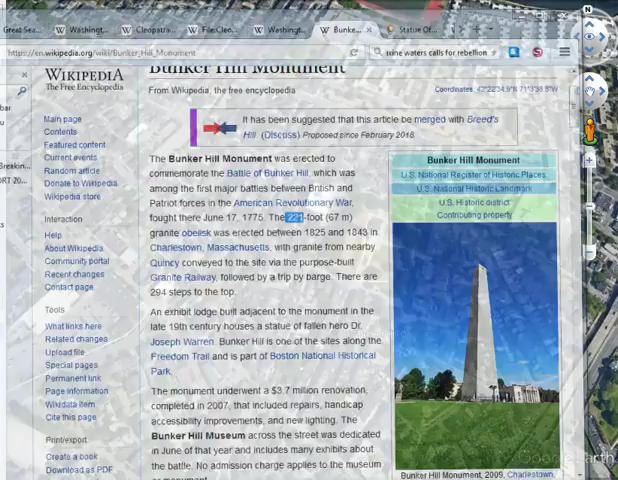 Great Sea...
Washingt...
Cleopatra...
File:Cleo...
Washingt...
Bunke...
Statue Of...
https://en.wikipedia.org/wiki/Bunker_Hill_Monument
maxine waters calls for rebellion
WIKIPEDIA
The Free Encyclopedia
Main page
Contents
Featured content
Current events
Random article
Donate to Wikipedia
Wikipedia store
Interaction
Help
About Wikipedia
Community portal
Recent changes
Contact page
Tools
What links here
Related changes
Upload file
Special pages
Permanent link
Page information
Wikidata item
Cite this page
Print/export
Create a book
Download as PDF
Bunker Hill Monument
From Wikipedia, the free encyclopedia
It has been suggested that this article be merged with Breed's
Hill. (Discuss) Proposed since February 2018.
The Bunker Hill Monument was erected to
commemorate the Battle of Bunker Hill, which was
among the first major battles between British and
Patriot forces in the American Revolutionary War,
fought there June 17, 1775. The 221-foot (67 m)
granite obelisk was erected between 1825 and 1843 in
Charlestown, Massachusetts, with granite from nearby
Quincy conveyed to the site via the purpose-built
Granite Railway, followed by a trip by barge. There are
294 steps to the top.
An exhibit lodge built adjacent to the monument in the
late 19th century houses a statue of fallen hero Dr.
Joseph Warren. Bunker Hill is one of the sites along the
Freedom Trail and is part of Boston National Historical
Park.
The monument underwent a $3.7 million renovation,
completed in 2007, that included repairs, handicap
accessibility improvements, and new lighting. The
Bunker Hill Museum across the street was dedicated
in June of that year and includes many exhibits about
the battle. No admission charge applies to the museum
or monument.
Bunker Hill Monument
U.S. National Register of Historic Places
U.S. National Historic Landmark
U.S. Historic district
Contributing property
Bunker Hill Monument, 2009, Charlestown,
Google Earth
N